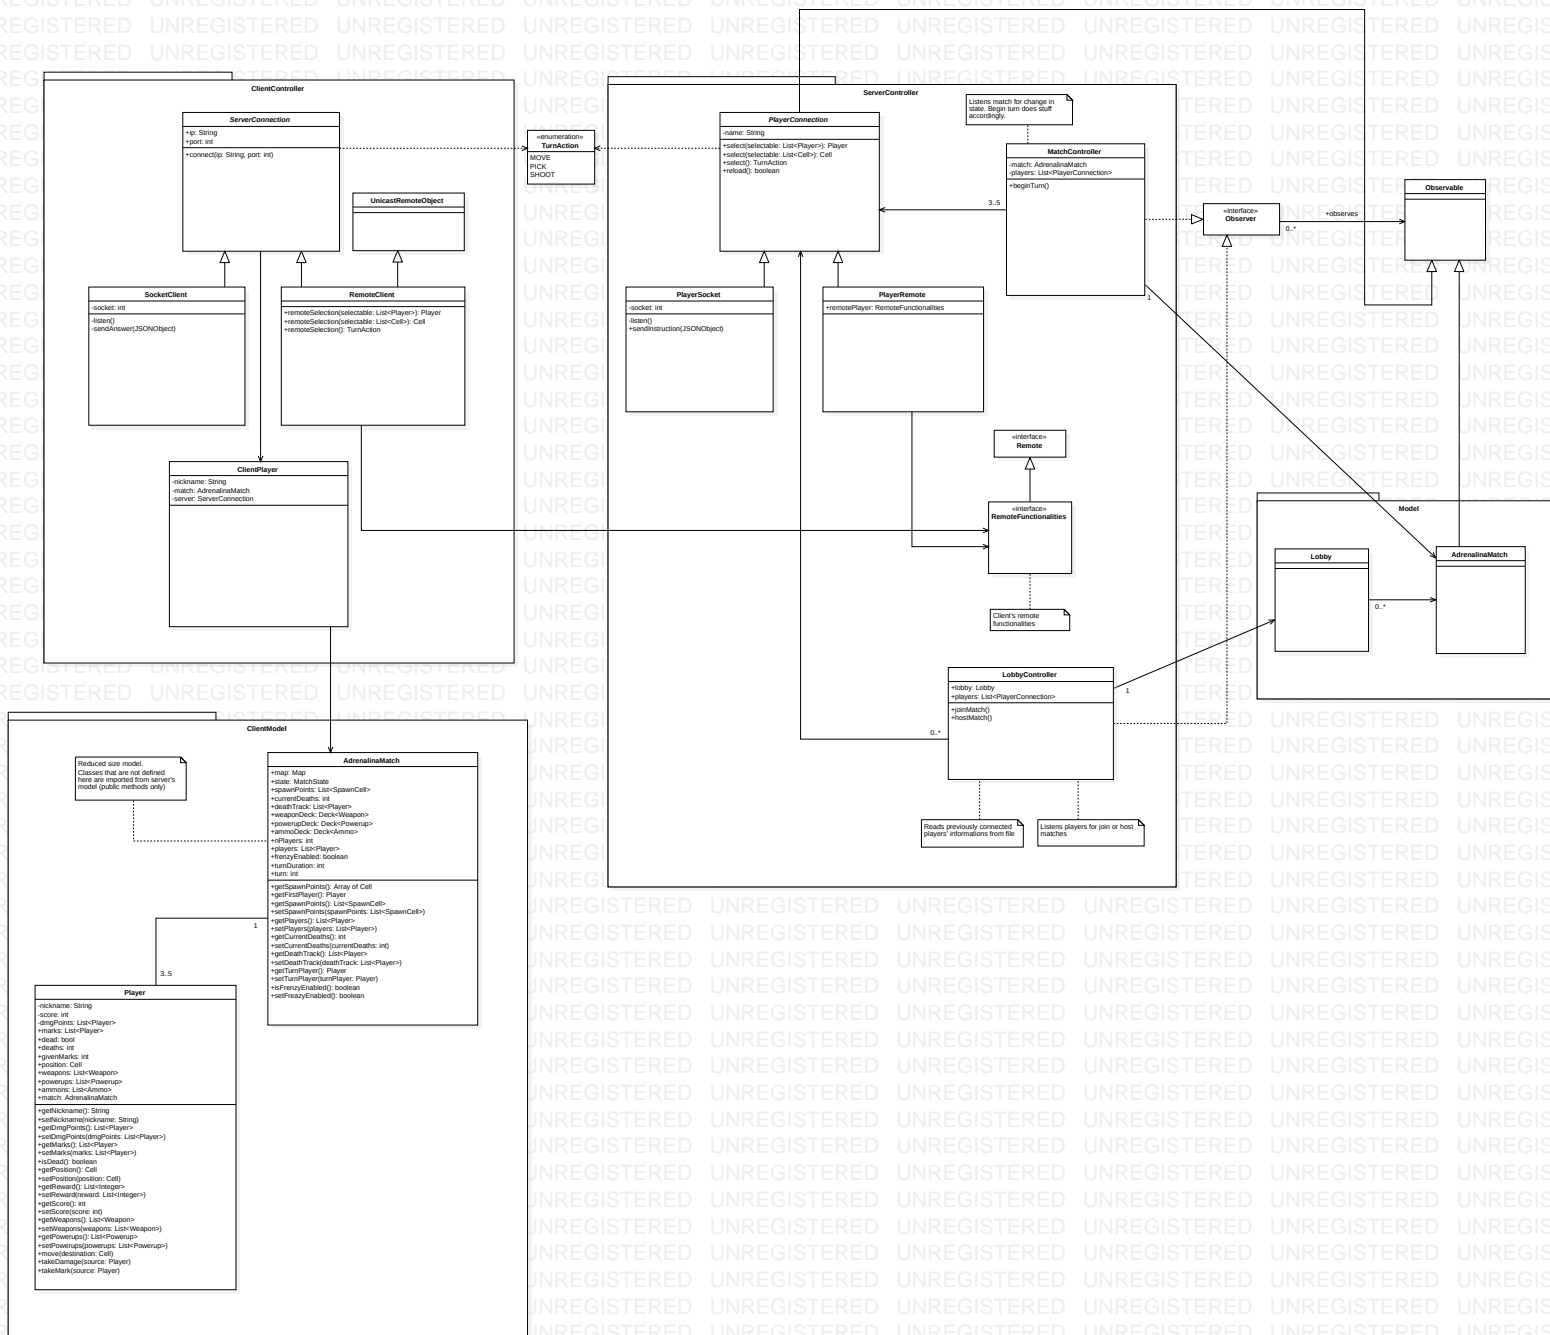 ClientController
ServerConnection
+ip: String
+port: int
+connect(ip: String, port: int)
UnicastRemoteObject
SocketClient
-socket: int
-listen()
-sendAnswer(JSONObject)
RemoteClient
+remoteSelection(selectable: List<Player>): Player
+remoteSelection(selectable: List<Cell>): Cell
+remoteSelection(): TurnAction
ClientPlayer
-nickname: String
-match: AdrenalinaMatch
-server: ServerConnection
«enumeration»
TurnAction
MOVE
PICK
SHOOT
ServerController
PlayerConnection
-name: String
+select(selectable: List<Player>): Player
+select(selectable: List<Cell>): Cell
+select(): TurnAction
+reload(): boolean
Listens match for change in
state. Begin turn does stuff
accordingly.
MatchController
-match: AdrenalinaMatch
-players: List<PlayerConnection>
+beginTurn()
3..5
1
PlayerSocket
-socket: int
-listen()
+sendInstruction(JSONObject)
PlayerRemote
+remotePlayer: RemoteFunctionalities
«interface»
Remote
«interface»
RemoteFunctionalities
Client's remote
functionalities
LobbyController
+lobby: Lobby
+players: List<PlayerConnection>
+joinMatch()
+hostMatch()
0..*
1
Reads previously connected
players' informations from file
Listens players for join or host
matches
«interface»
Observer
+observes
0..*
Observable
Model
Lobby
0..*
AdrenalinaMatch
ClientModel
Reduced size model.
Classes that are not defined
here are imported from server's
model (public methods only)
AdrenalinaMatch
+map: Map
+state: MatchState
+spawnPoints: List<SpawnCell>
+currentDeaths: int
+deathTrack: List<Player>
+weaponDeck: Deck<Weapon>
+powerupDeck: Deck<Powerup>
+ammoDeck: Deck<Ammo>
+nPlayers: int
+players: List<Player>
+frenzyEnabled: boolean
+turnDuration: int
+turn: int
+getSpawnPoints(): Array of Cell
+getFirstPlayer(): Player
+getSpawnPoints(): List<SpawnCell>
+setSpawnPoints(spawnPoints: List<SpawnCell>)
+getPlayers(): List<Player>
+setPlayers(players: List<Player>)
+getCurrentDeaths(): int
+setCurrentDeaths(currentDeaths: int)
+getDeathTrack(): List<Player>
+setDeathTrack(deathTrack: List<Player>)
+getTurnPlayer(): Player
+setTurnPlayer(turnPlayer: Player)
+isFrenzyEnabled(): boolean
+setFreazyEnabled(): boolean
1
3..5
Player
-nickname: String
-score: int
-dmgPoints: List<Player>
+marks: List<Player>
+dead: bool
+deaths: int
+givenMarks: int
+position: Cell
+weapons: List<Weapon>
+powerups: List<Powerup>
+ammons: List<Ammo>
+match: AdrenalinaMatch
+getNickname(): String
+setNickname(nickname: String)
+getDmgPoints(): List<Player>
+setDmgPoints(dmgPoints: List<Player>)
+getMarks(): List<Player>
+setMarks(marks: List<Player>)
+isDead(): boolean
+getPosition(): Cell
+setPosition(position: Cell)
+getReward(): List<Integer>
+setReward(reward: List<Integer>)
+getScore(): int
+setScore(score: int)
+getWeapons(): List<Weapon>
+setWeapons(weapons: List<Weapon>)
+getPowerups(): List<Powerup>
+setPowerups(powerups: List<Powerup>)
+move(destination: Cell)
+takeDamage(source: Player)
+takeMark(source: Player)
UNREGISTERED